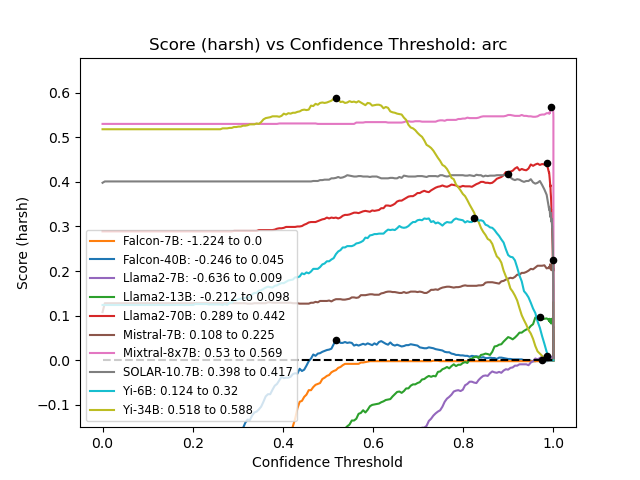 Score (harsh) vs Confidence Threshold: arc
Score (harsh)
0.6
0.5
0.4
0.3
0.2
0.1
0.0
−0.1
Falcon-7B: -1.224 to 0.0
Falcon-40B: -0.246 to 0.045
Llama2-7B: -0.636 to 0.009
Llama2-13B: -0.212 to 0.098
Llama2-70B: 0.289 to 0.442
Mistral-7B: 0.108 to 0.225
Mixtral-8x7B: 0.53 to 0.569
SOLAR-10.7B: 0.398 to 0.417
Yi-6B: 0.124 to 0.32
Yi-34B: 0.518 to 0.588
0.0 0.2 0.4 0.6 0.8 1.0
Confidence Threshold